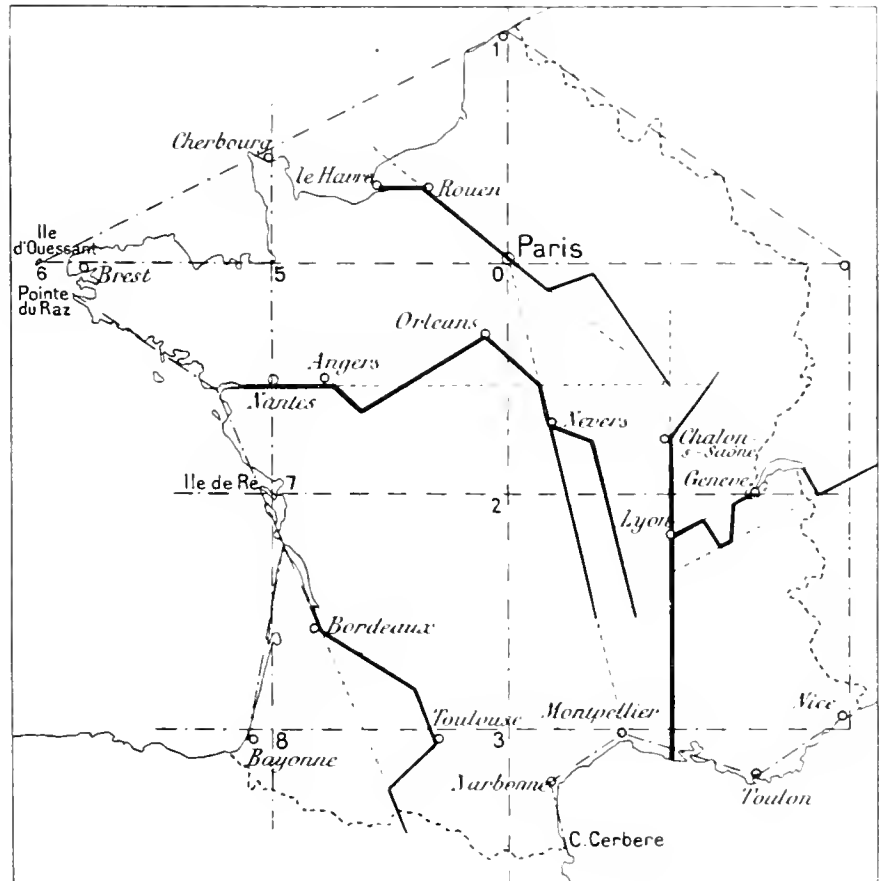 1
Cherbourg
le Havre
Rouen
Ile
d'Ouessant
6
Brest
5
Paris
0
Pointe
du Raz
Orleans
Angers
Nantes
Nevers
Chalon
-s-Saône
Ile de Ré
7
2
Genève
Lyon
Bordeaux
Toulouse
Montpellier
Nice
8
3
Bayonne
Narbonne
Toulon
C. Cerbere